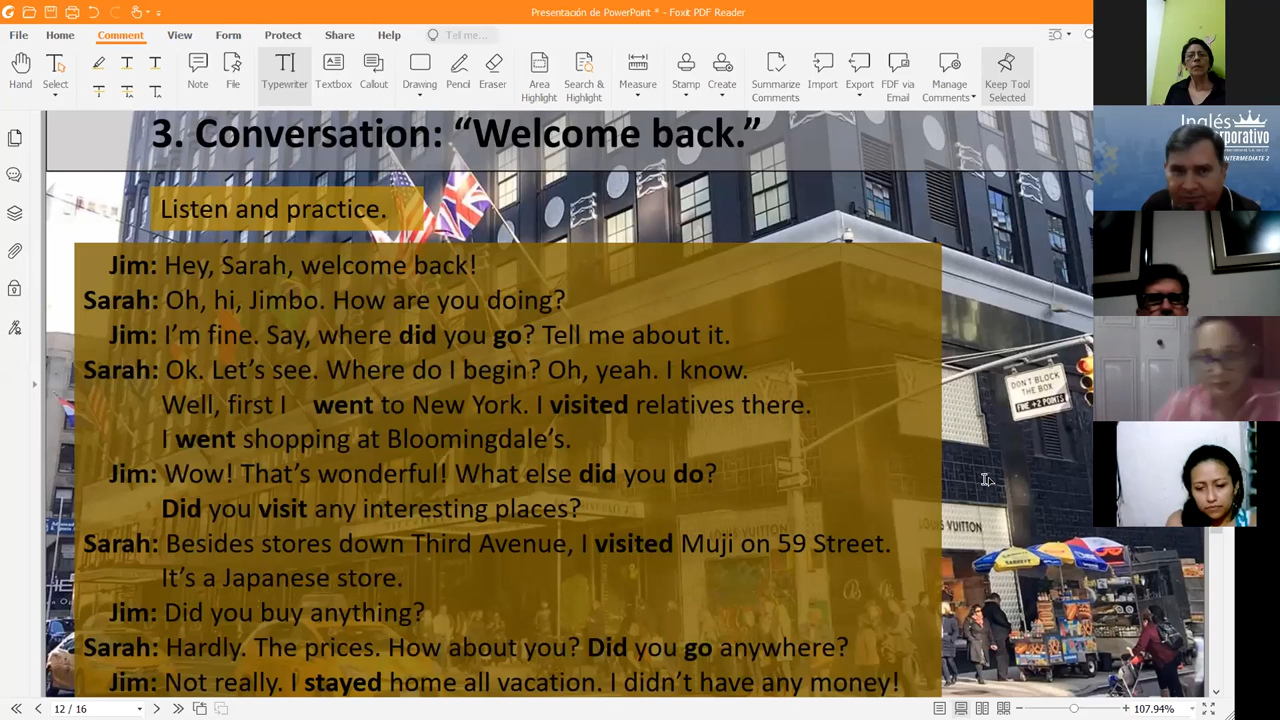 Presentación de PowerPoint * - Foxit PDF Reader
File Home Comment View Form Protect Share Help Tell me...
Hand Select Note File Typewriter Textbox Callout Drawing Pencil Eraser Area Highlight Search & Highlight Measure Stamp Create Summarize Comments Import Export PDF via Email Manage Comments Keep Tool Selected
3. Conversation: “Welcome back.”
Listen and practice.
Jim: Hey, Sarah, welcome back!
Sarah: Oh, hi, Jimbo. How are you doing?
Jim: I’m fine. Say, where did you go? Tell me about it.
Sarah: Ok. Let’s see. Where do I begin? Oh, yeah. I know.
Well, first I went to New York. I visited relatives there.
I went shopping at Bloomingdale’s.
Jim: Wow! That’s wonderful! What else did you do?
Did you visit any interesting places?
Sarah: Besides stores down Third Avenue, I visited Muji on 59 Street.
It’s a Japanese store.
Jim: Did you buy anything?
Sarah: Hardly. The prices. How about you? Did you go anywhere?
Jim: Not really. I stayed home all vacation. I didn’t have any money!
DON'T BLOCK
THE BOX
FINE +2 POINTS
LOUIS VUITTON
SABRETT
Inglés
INTERMEDIATE 2
12 / 16
107.94%